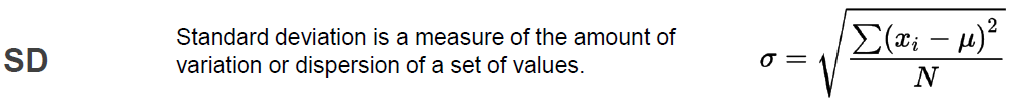 SD
Standard deviation is a measure of the amount of
variation or dispersion of a set of values.
σ = √(∑(xᵢ − μ)² / N)